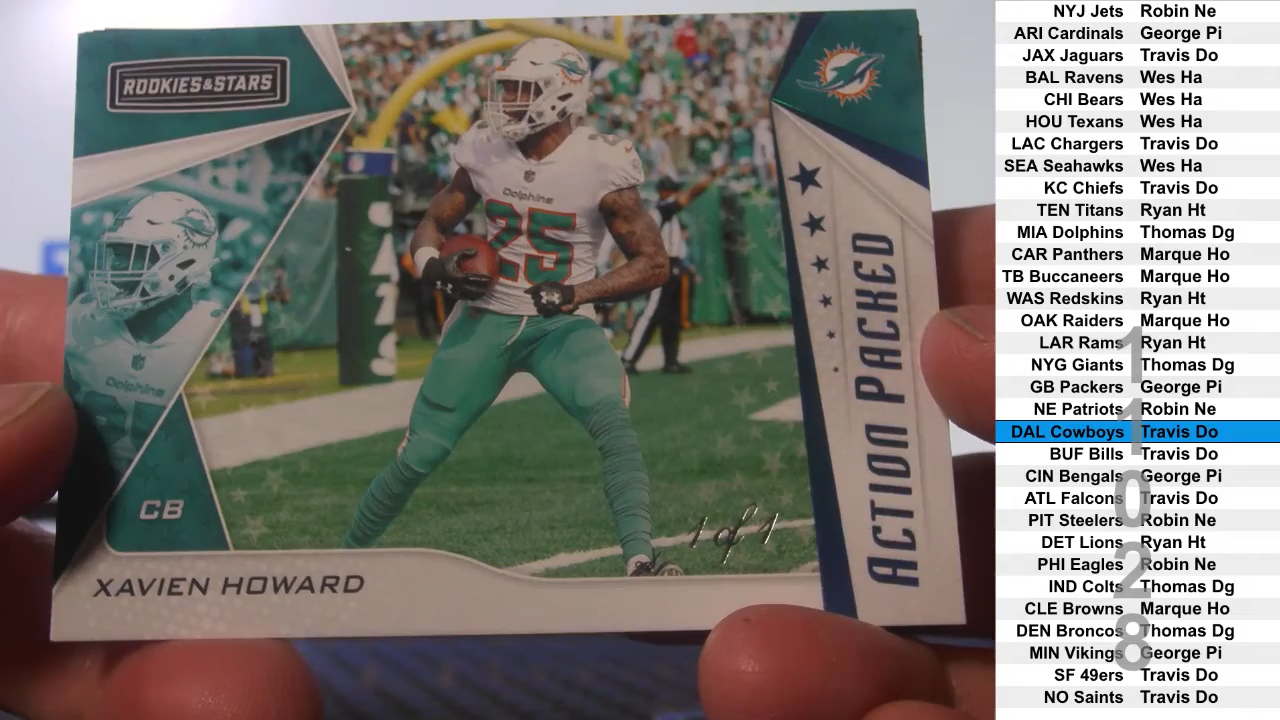 ROOKIES&STARS
Dolphins
25
Dolphins
CB
XAVIEN HOWARD
1 of 1
ACTION PACKED
NYJ Jets Robin Ne
ARI Cardinals George Pi
JAX Jaguars Travis Do
BAL Ravens Wes Ha
CHI Bears Wes Ha
HOU Texans Wes Ha
LAC Chargers Travis Do
SEA Seahawks Wes Ha
KC Chiefs Travis Do
TEN Titans Ryan Ht
MIA Dolphins Thomas Dg
CAR Panthers Marque Ho
TB Buccaneers Marque Ho
WAS Redskins Ryan Ht
OAK Raiders Marque Ho
LAR Rams Ryan Ht
NYG Giants Thomas Dg
GB Packers George Pi
NE Patriots Robin Ne
DAL Cowboys Travis Do
BUF Bills Travis Do
CIN Bengals George Pi
ATL Falcons Travis Do
PIT Steelers Robin Ne
DET Lions Ryan Ht
PHI Eagles Robin Ne
IND Colts Thomas Dg
CLE Browns Marque Ho
DEN Broncos Thomas Dg
MIN Vikings George Pi
SF 49ers Travis Do
NO Saints Travis Do
11028